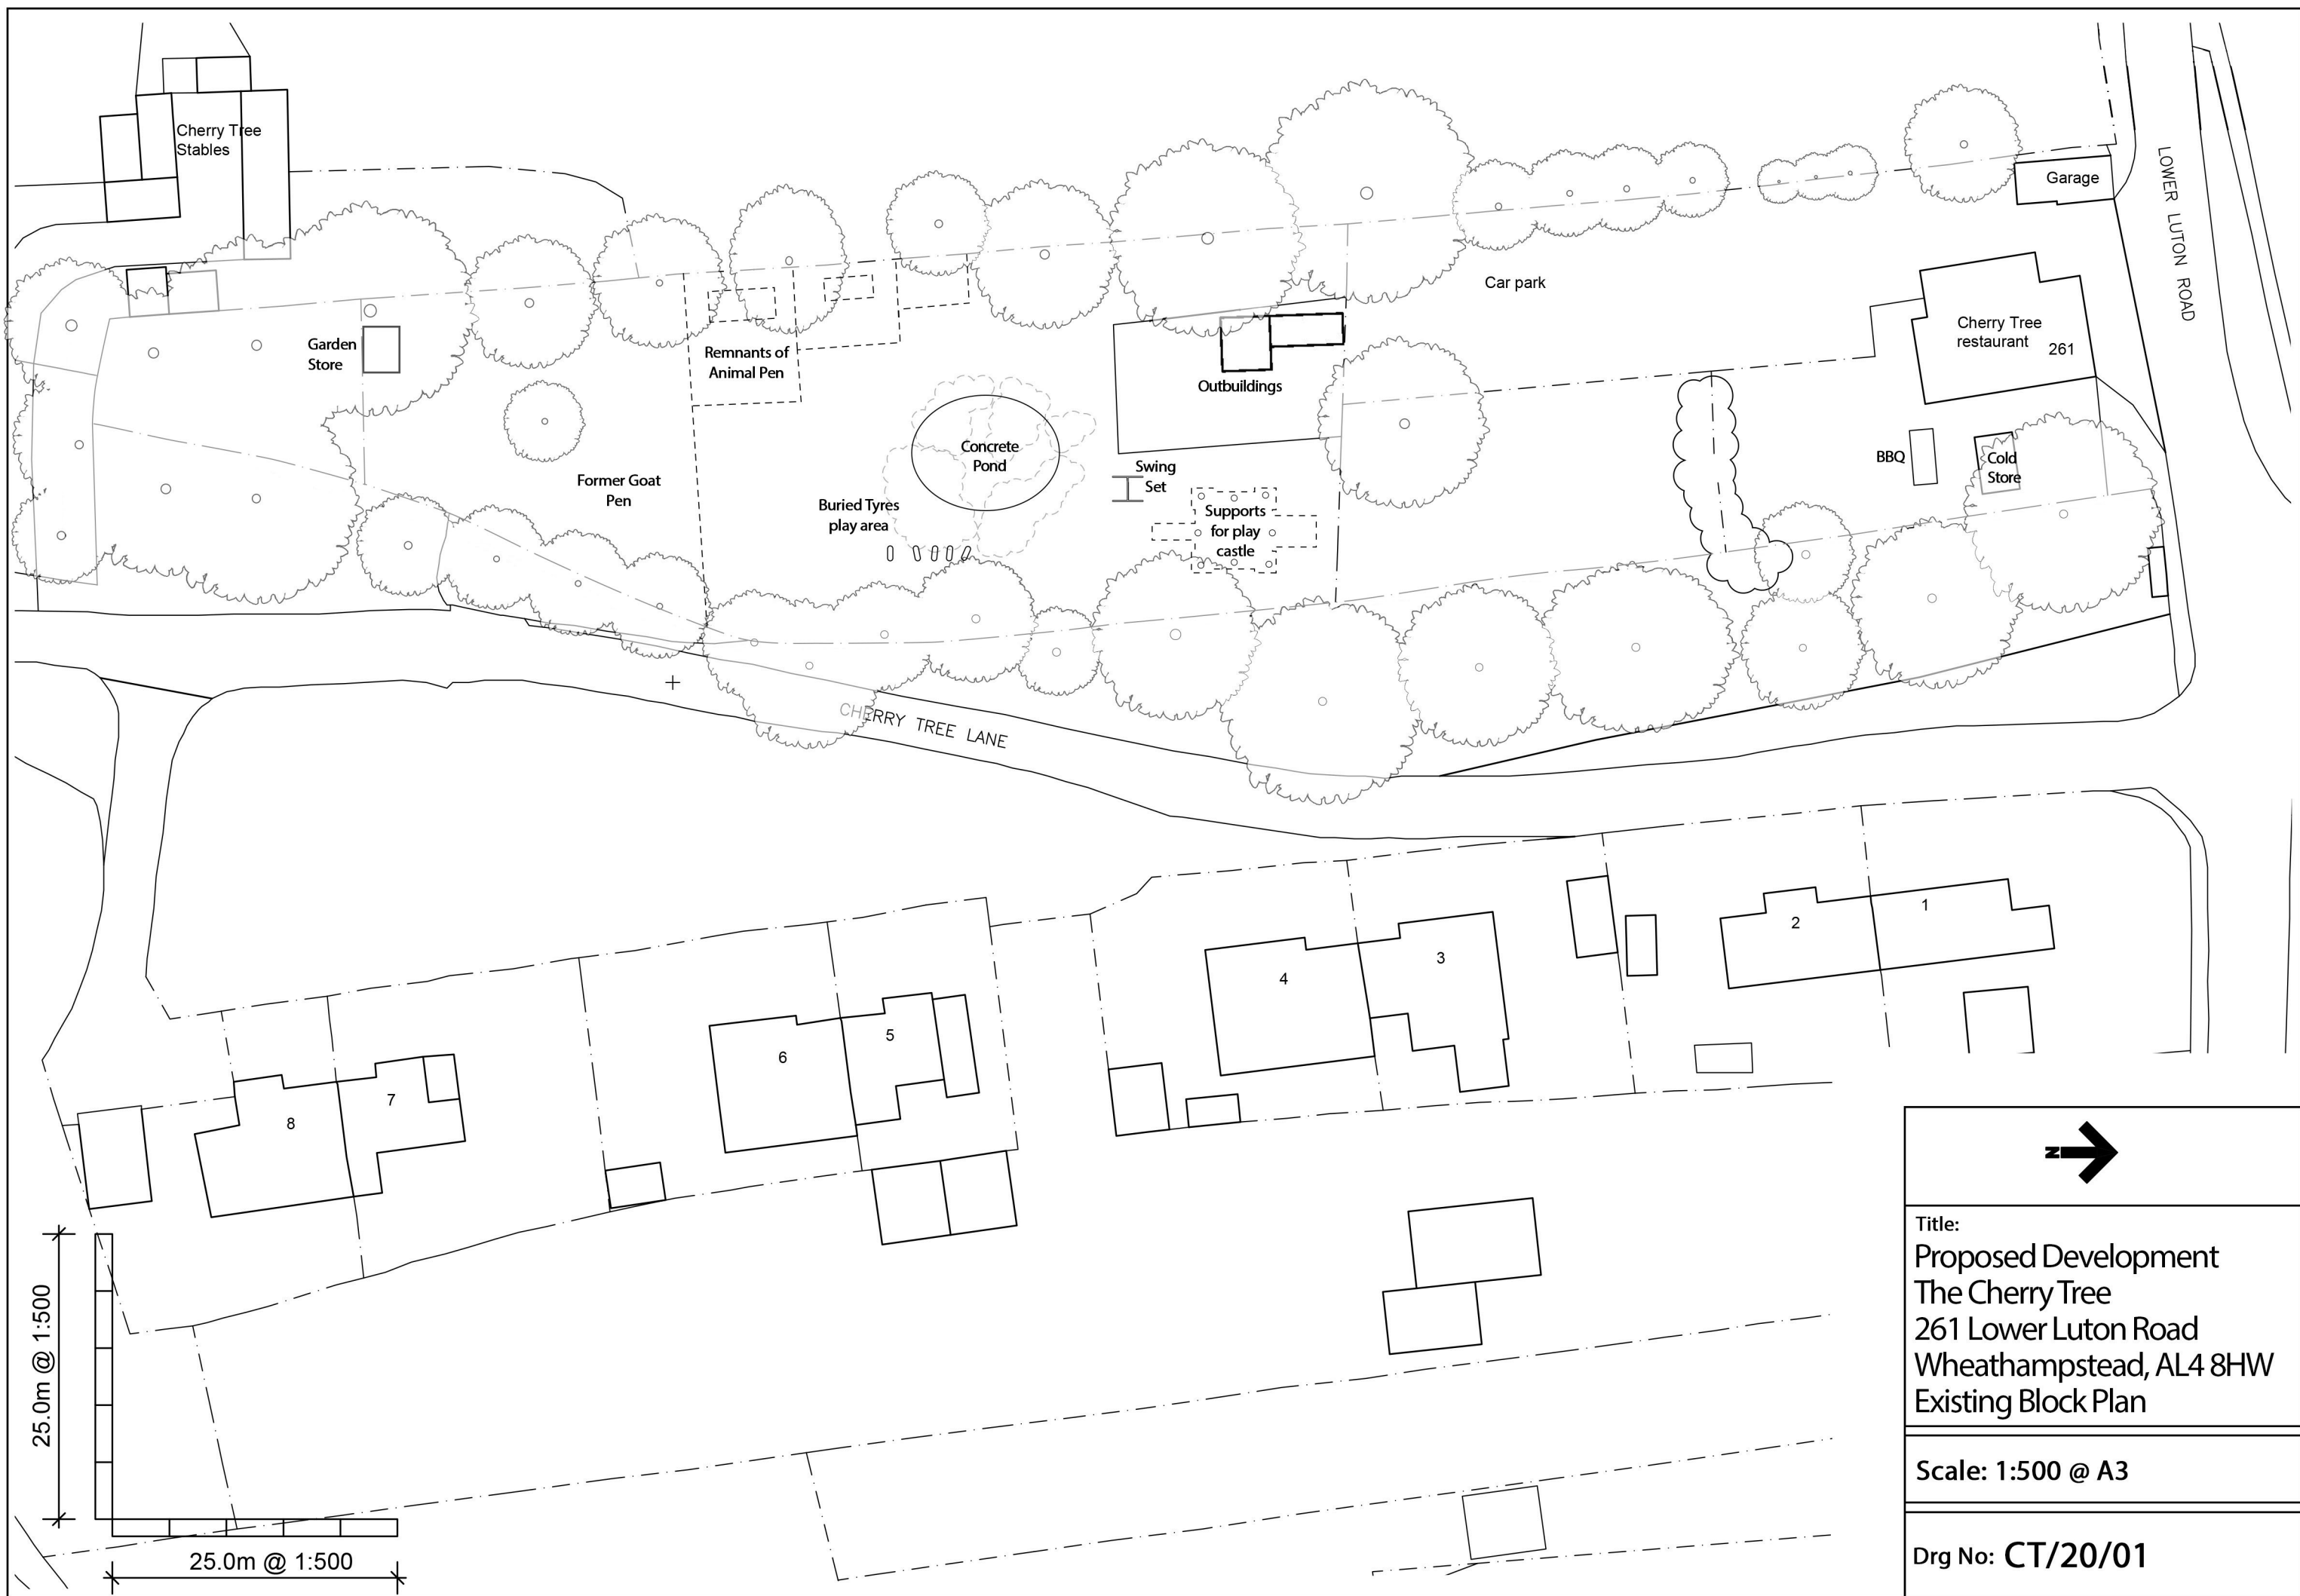 Cherry Tree
Stables
Garage
LOWER LUTON ROAD
Car park
Cherry Tree
restaurant
261
Garden
Store
Remnants of
Animal Pen
Outbuildings
Concrete
Pond
BBQ
Cold
Store
Former Goat
Pen
Swing
Set
Buried Tyres
play area
Supports
for play
castle
CHERRY TREE LANE
1
2
3
4
5
6
7
8
25.0m @ 1:500
25.0m @ 1:500
N
Title:
Proposed Development
The Cherry Tree
261 Lower Luton Road
Wheathampstead, AL4 8HW
Existing Block Plan
Scale: 1:500 @ A3
Drg No: CT/20/01